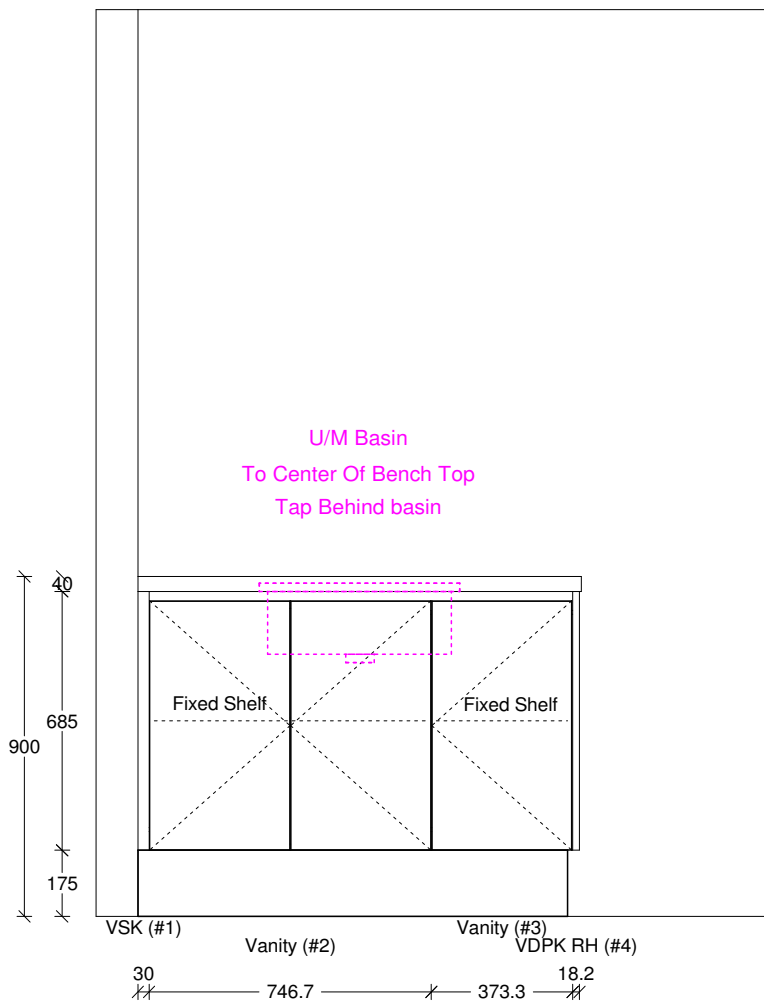 U/M Basin
To Center Of Bench Top
Tap Behind basin
40
Fixed Shelf
Fixed Shelf
685
900
175
VSK (#1)
Vanity (#3)
Vanity (#2)
VDPK RH (#4)
30
18.2
746.7
373.3